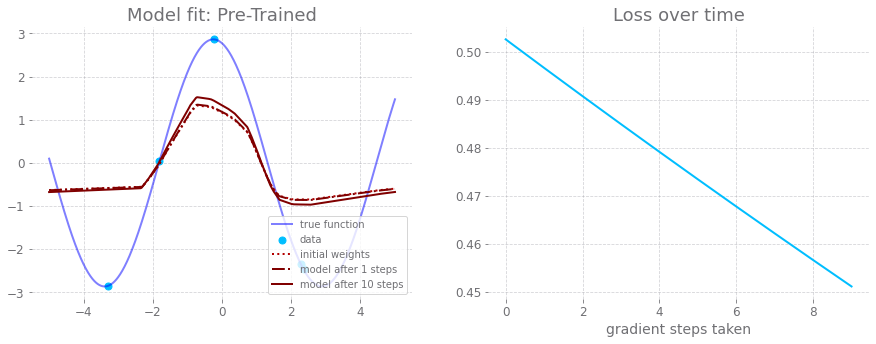 Model fit: Pre-Trained
3
2
1
0
−1
−2
−3
−4
−2
0
2
4
true function
data
initial weights
model after 1 steps
model after 10 steps
Loss over time
0.50
0.49
0.48
0.47
0.46
0.45
0
2
4
6
8
gradient steps taken